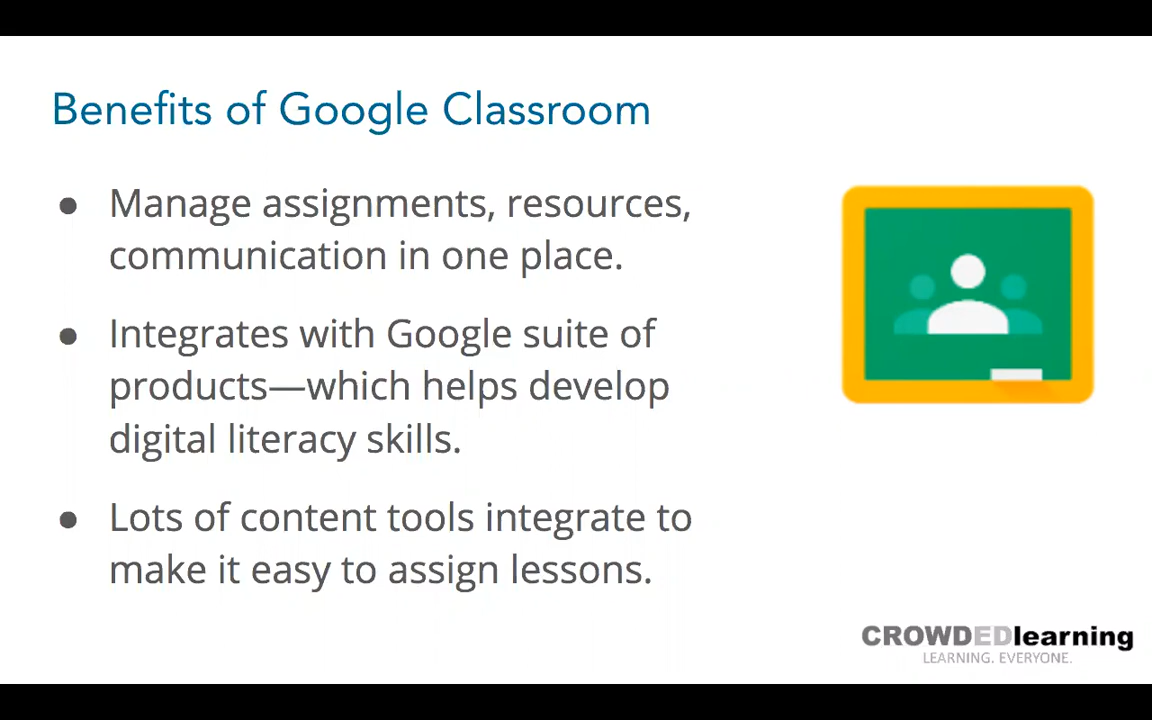 Benefits of Google Classroom
● Manage assignments, resources,
communication in one place.
● Integrates with Google suite of
products—which helps develop
digital literacy skills.
● Lots of content tools integrate to
make it easy to assign lessons.
CROWDEDlearning
LEARNING. EVERYONE.